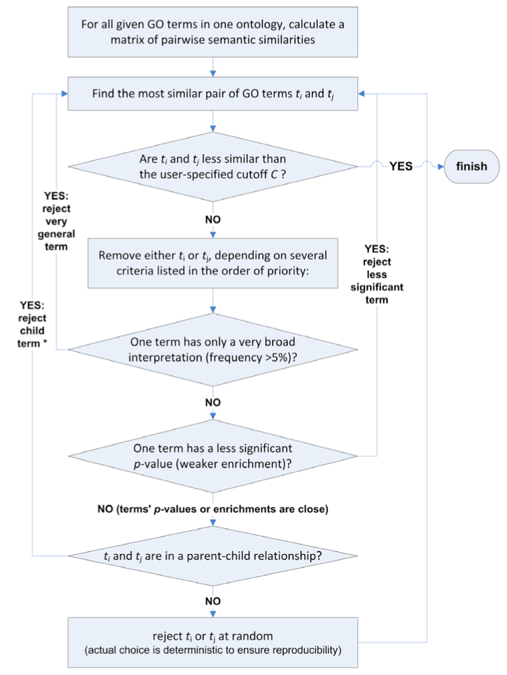 For all given GO terms in one ontology, calculate a
matrix of pairwise semantic similarities
Find the most similar pair of GO terms ti and tj
Are ti and tj less similar than
the user-specified cutoff C ?
YES
finish
NO
YES:
reject
very
general
term
Remove either ti or tj, depending on several
criteria listed in the order of priority:
YES:
reject
less
significant
term
YES:
reject
child
term *
One term has only a very broad
interpretation (frequency >5%)?
NO
One term has a less significant
p-value (weaker enrichment)?
NO (terms' p-values or enrichments are close)
ti and tj are in a parent-child relationship?
NO
reject ti or tj at random
(actual choice is deterministic to ensure reproducibility)